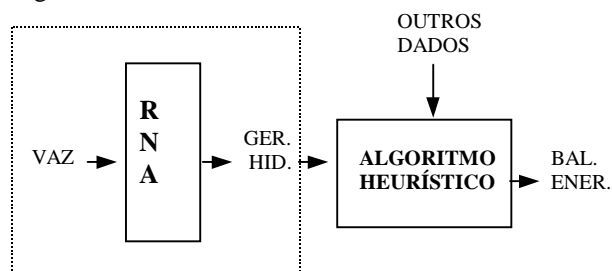 OUTROS
DADOS
R
N
A
VAZ
GER.
HID.
ALGORITMO
HEURÍSTICO
BAL.
ENER.